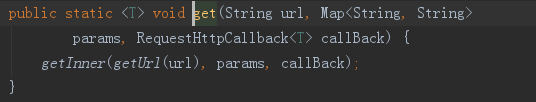 public static <T> void get(String url, Map<String, String>
params, RequestHttpCallback<T> callBack) {
getInner(getUrl(url), params, callBack);
}